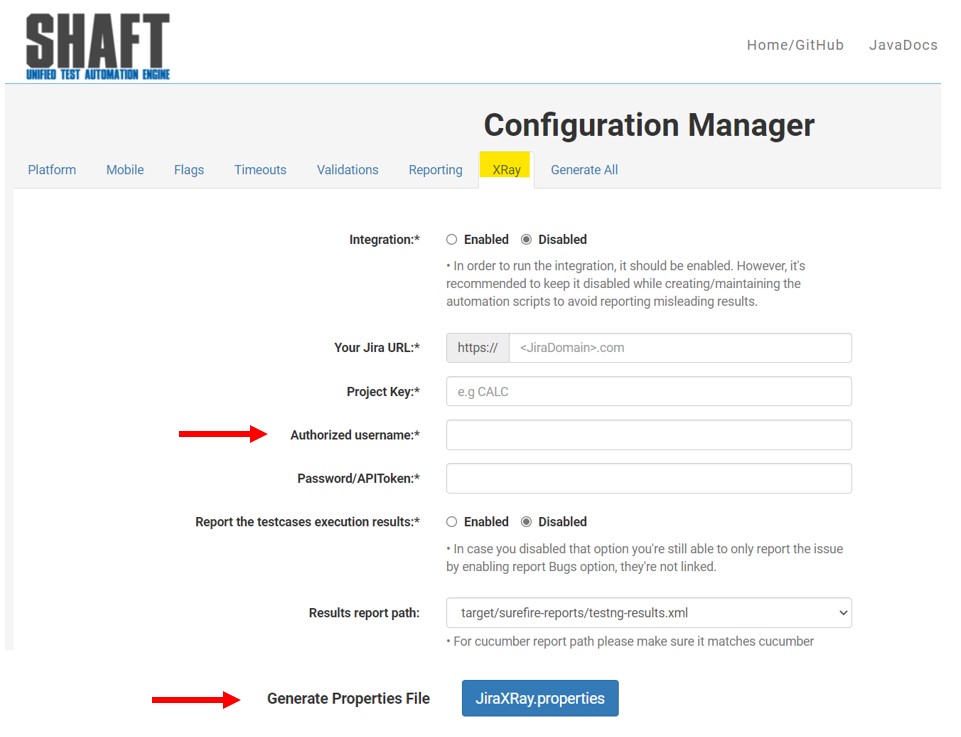 SHAFT
UNIFIED TEST AUTOMATION ENGINE
Home/GitHub JavaDocs
Configuration Manager
Platform Mobile Flags Timeouts Validations Reporting XRay Generate All
Integration:* Enabled Disabled
• In order to run the integration, it should be enabled. However, it's
recommended to keep it disabled while creating/maintaining the
automation scripts to avoid reporting misleading results.
Your Jira URL:* https:// <JiraDomain>.com
Project Key:* e.g CALC
Authorized username:*
Password/APIToken:*
Report the testcases execution results:* Enabled Disabled
• In case you disabled that option you're still able to only report the issue
by enabling report Bugs option, they're not linked.
Results report path: target/surefire-reports/testng-results.xml
• For cucumber report path please make sure it matches cucumber
Generate Properties File JiraXRay.properties